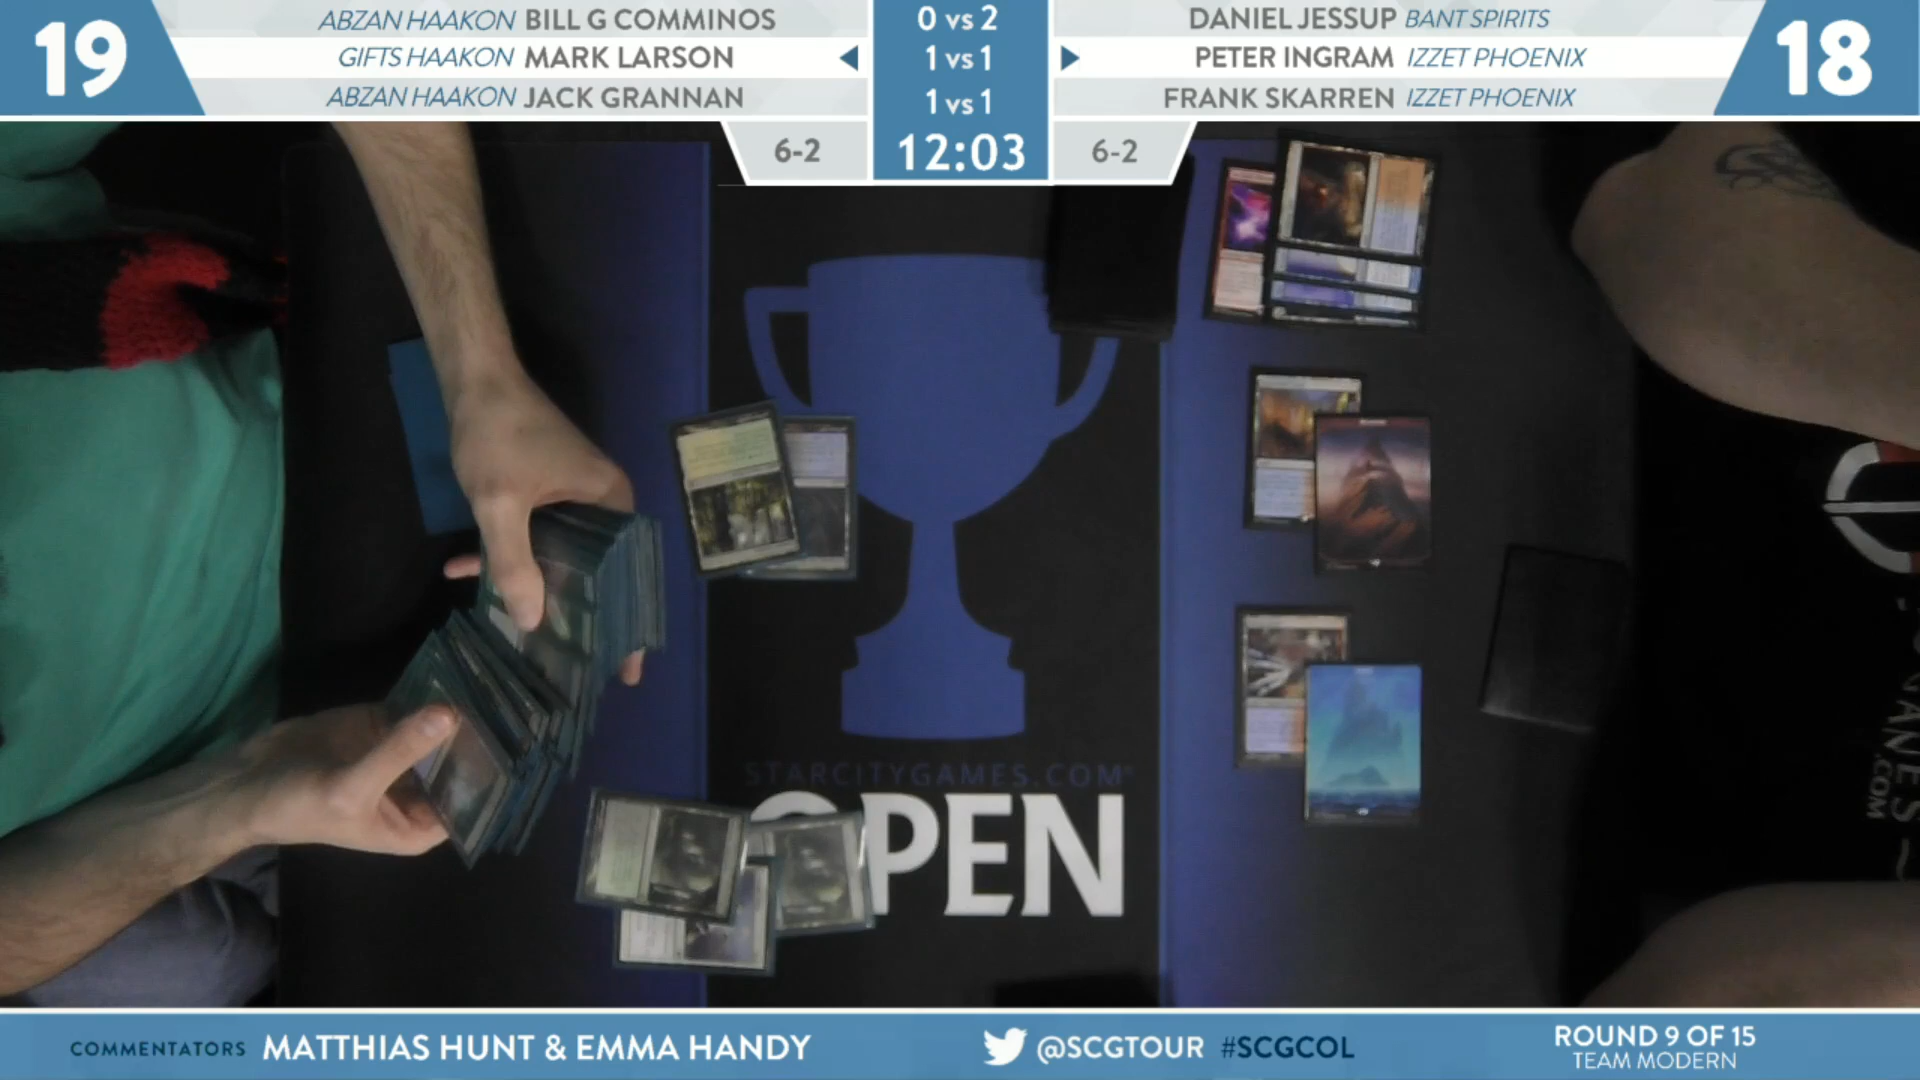 19
ABZAN HAAKON BILL G COMMINOS
0 vs 2
DANIEL JESSUP BANT SPIRITS
18
GIFTS HAAKON MARK LARSON
1 vs 1
PETER INGRAM IZZET PHOENIX
ABZAN HAAKON JACK GRANNAN
1 vs 1
FRANK SKARREN IZZET PHOENIX
6-2
12:03
6-2
STARCITYGAMES.COM
OPEN
.COM
COMMENTATORS MATTHIAS HUNT & EMMA HANDY
@SCGTOUR #SCGCOL
ROUND 9 OF 15
TEAM MODERN